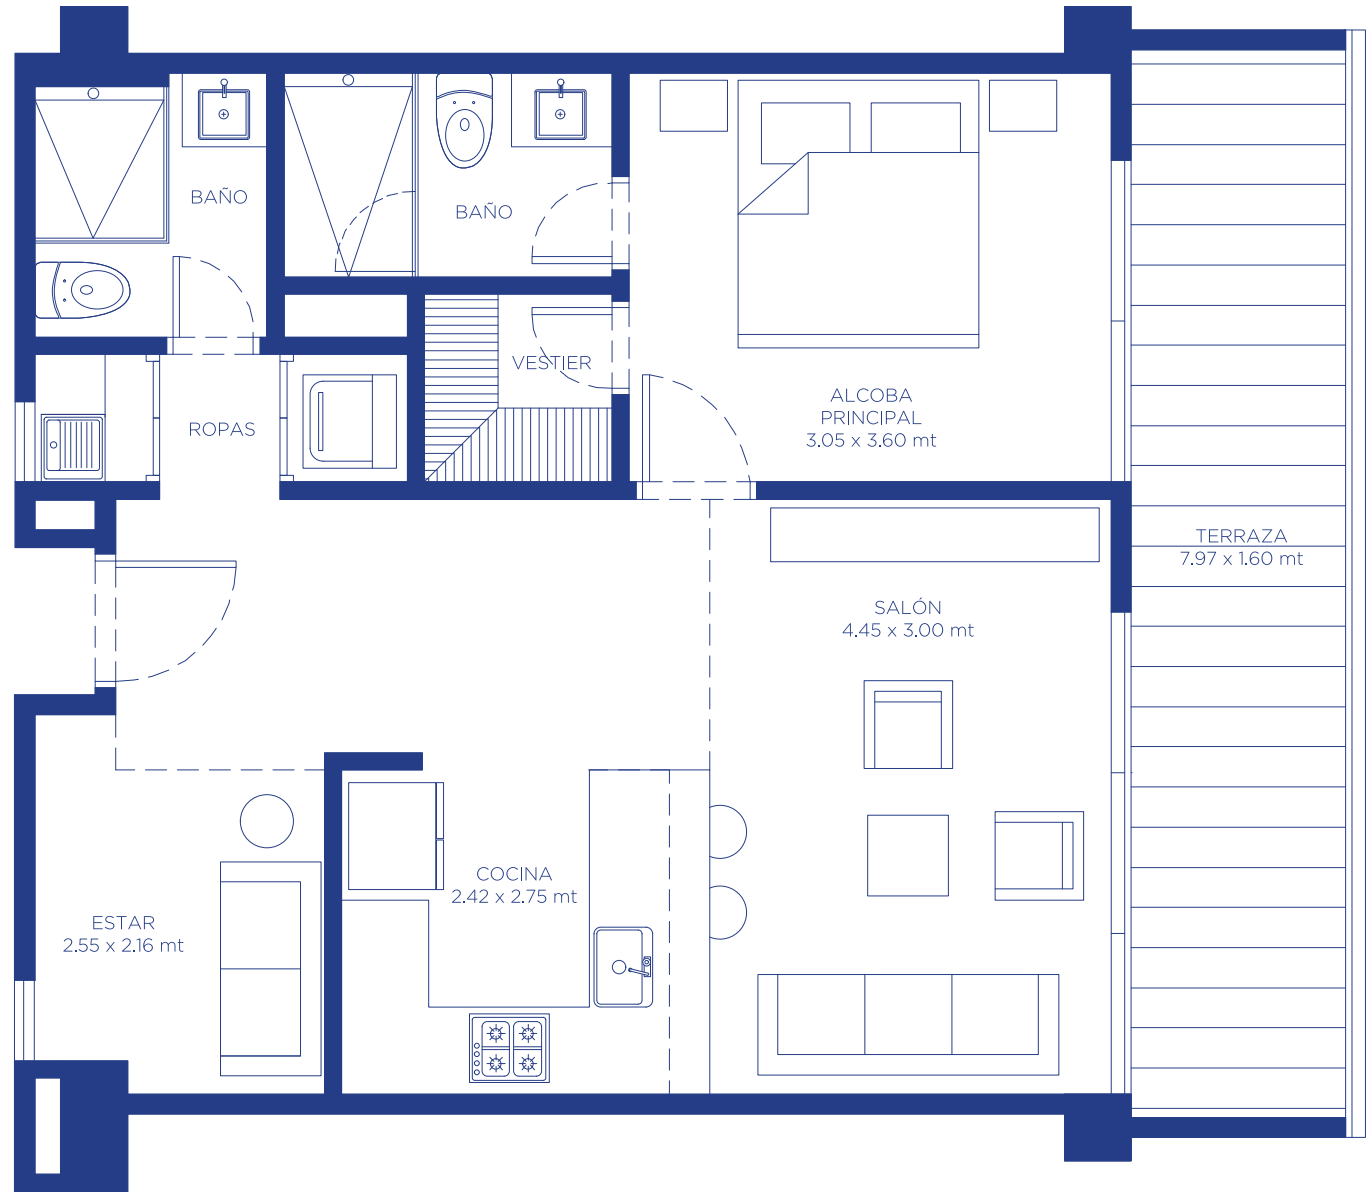 BAÑO
BAÑO
VESTIER
ALCOBA
PRINCIPAL
3.05 x 3.60 mt
ROPAS
TERRAZA
7.97 x 1.60 mt
SALÓN
4.45 x 3.00 mt
COCINA
2.42 x 2.75 mt
ESTAR
2.55 x 2.16 mt